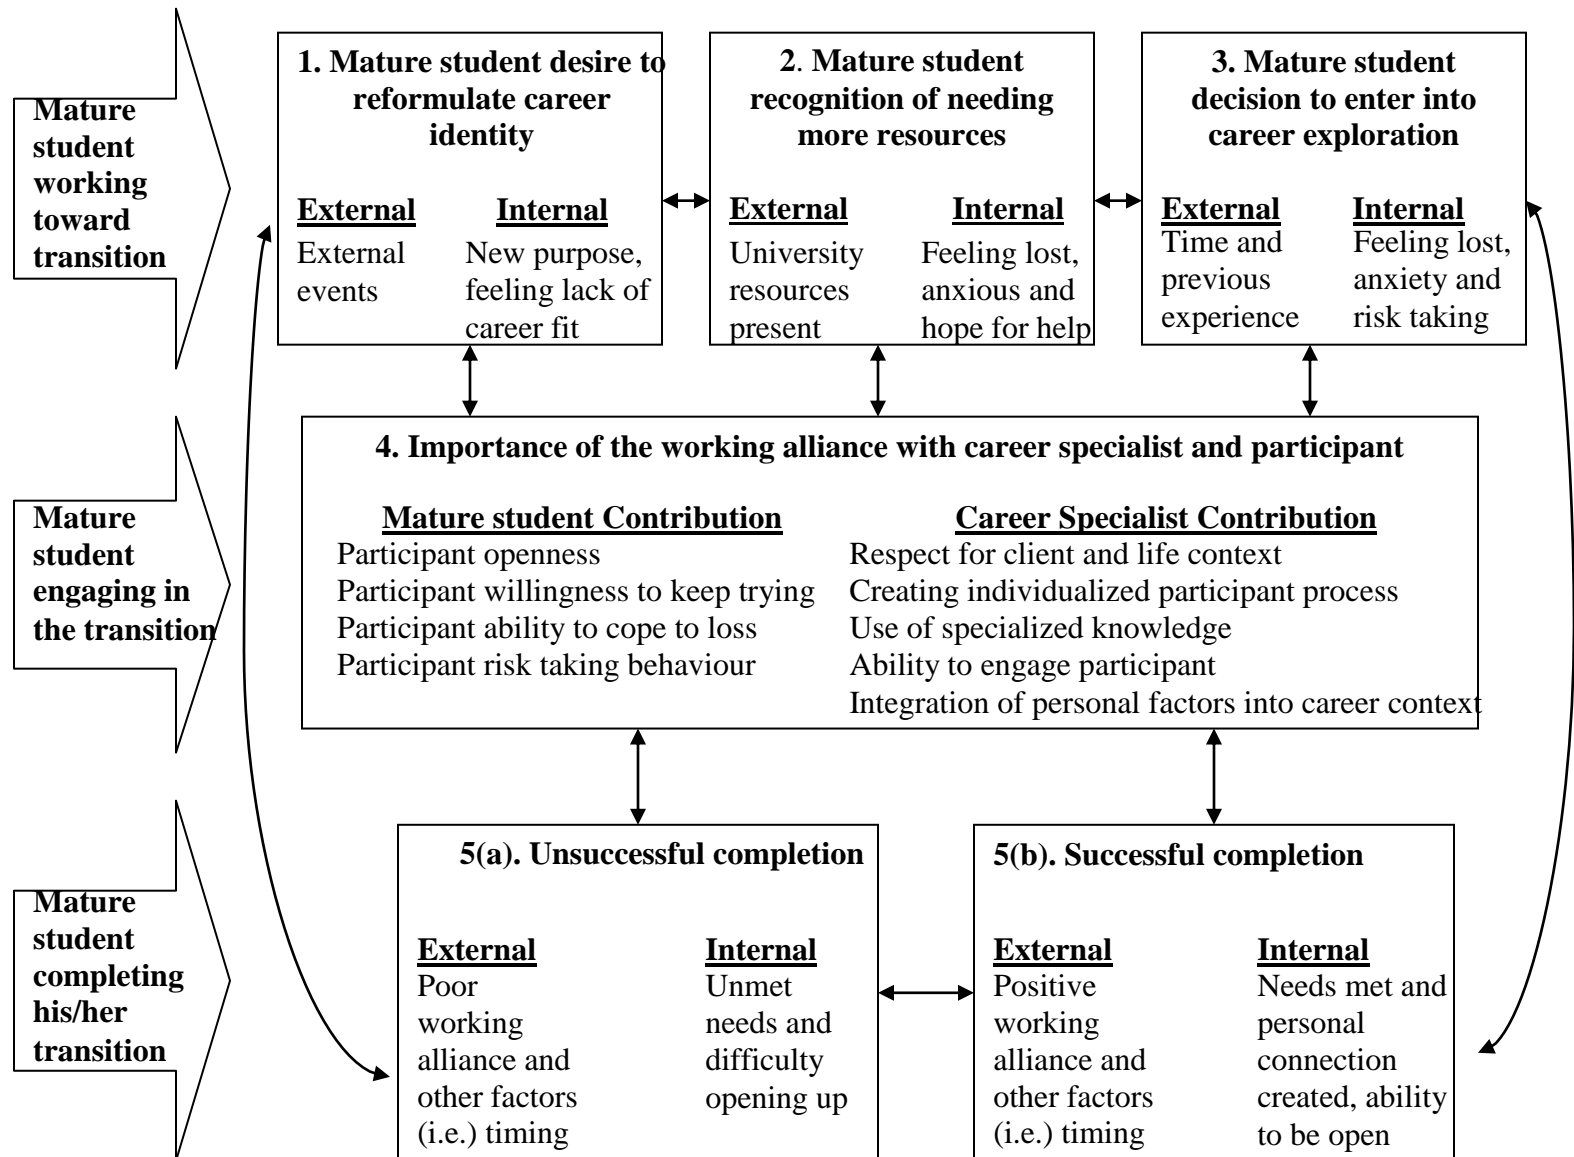 Mature
student
working
toward
transition
1. Mature student desire to
reformulate career
identity
External
External
events
Internal
New purpose,
feeling lack of
career fit
2. Mature student
recognition of needing
more resources
External
University
resources
present
Internal
Feeling lost,
anxious and
hope for help
3. Mature student
decision to enter into
career exploration
External
Time and
previous
experience
Internal
Feeling lost,
anxiety and
risk taking
Mature
student
engaging in
the transition
4. Importance of the working alliance with career specialist and participant
Mature student Contribution
Participant openness
Participant willingness to keep trying
Participant ability to cope to loss
Participant risk taking behaviour
Career Specialist Contribution
Respect for client and life context
Creating individualized participant process
Use of specialized knowledge
Ability to engage participant
Integration of personal factors into career context
Mature
student
completing
his/her
transition
5(a). Unsuccessful completion
External
Poor
working
alliance and
other factors
(i.e.) timing
Internal
Unmet
needs and
difficulty
opening up
5(b). Successful completion
External
Positive
working
alliance and
other factors
(i.e.) timing
Internal
Needs met and
personal
connection
created, ability
to be open